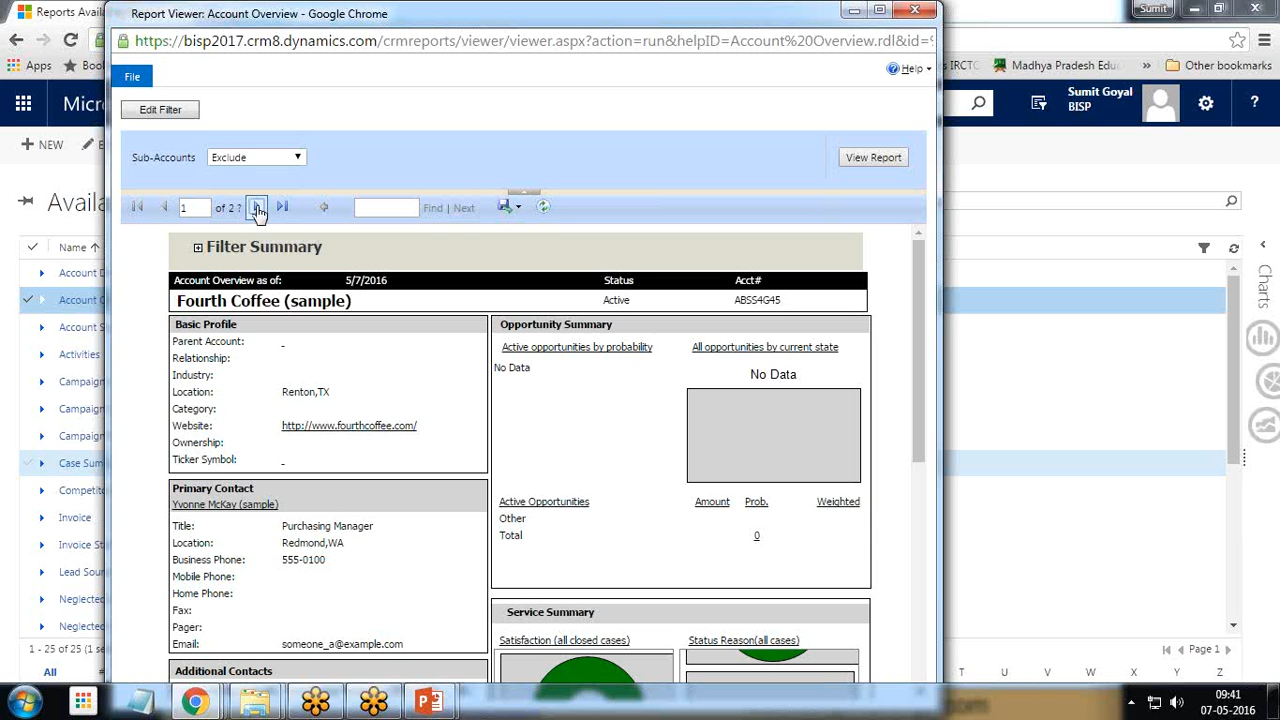 Reports Availa
Report Viewer: Account Overview - Google Chrome
Sumit
https://bisp2017.crm8.dynamics.com/crmreports/viewer/viewer.aspx?action=run&helpID=Account%20Overview.rdl&id=%
Apps
Boo
File
Help
IRCTC
Madhya Pradesh Edu
»
Other bookmarks
Micr
Edit Filter
Sumit Goyal
BISP
?
NEW
E
Sub-Accounts
Exclude
View Report
Availa
1
of 2 ?
Find | Next
Name
Filter Summary
Account D
Account Overview as of:
5/7/2016
Status
Acct#
Account O
Fourth Coffee (sample)
Active
ABSS4G45
Account S
Basic Profile
Opportunity Summary
Parent Account:
-
Active opportunities by probability
All opportunities by current state
Activities
Relationship:
No Data
No Data
Industry:
Campaign
Location:
Renton,TX
Category:
Campaign
Website:
http://www.fourthcoffee.com/
Campaign
Ownership:
Ticker Symbol:
-
Case Sum
Primary Contact
Competito
Yvonne McKay (sample)
Active Opportunities
Amount
Prob.
Weighted
Invoice
Title:
Purchasing Manager
Other
Location:
Redmond,WA
Total
0
Invoice St
Business Phone:
555-0100
Lead Sour
Mobile Phone:
Home Phone:
Neglected
Fax:
Service Summary
Pager:
Neglected
Email:
someone_a@example.com
Satisfaction (all closed cases)
Status Reason(all cases)
1 - 25 of 25 (1 se
Additional Contacts
Page 1
All
#
T
U
V
W
X
Y
Z
Charts
09:41
07-05-2016